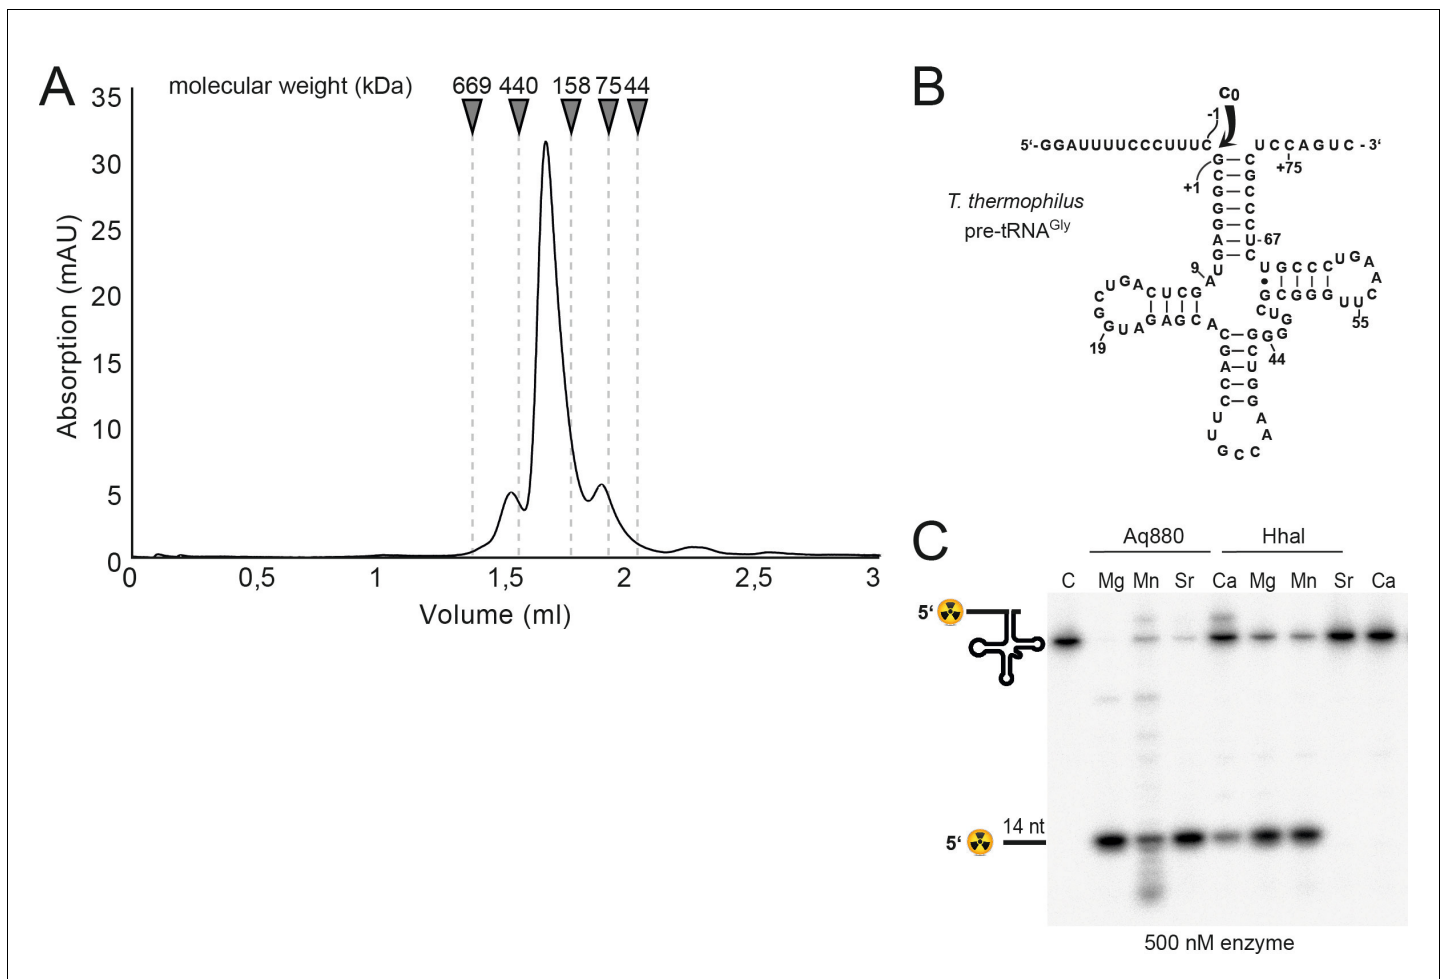 A
molecular weight (kDa)
669 440 158 75 44
35
30
25
20
15
10
5
0
Absorption (mAU)
0 0,5 1 1,5 2 2,5 3
Volume (ml)
B
C0
-1
5‘-GGAUUUUCCCUUUC UCCAGUC-3‘
+75
+1
T. thermophilus
pre-tRNAGly
G C
C G
G C
G C
G C
A U
G C
67
9
U
A
U G C C C U G A
A
C
U U
G C G G G
55
C U G A C U C G
G
G
U A G A G C A
U
19
C U G
G
G
44
C G
G C
A U
C G
C G
U A
U A
G C C
C
Aq880 HhaI
C Mg Mn Sr Ca Mg Mn Sr Ca
5‘
5‘ 14 nt
500 nM enzyme